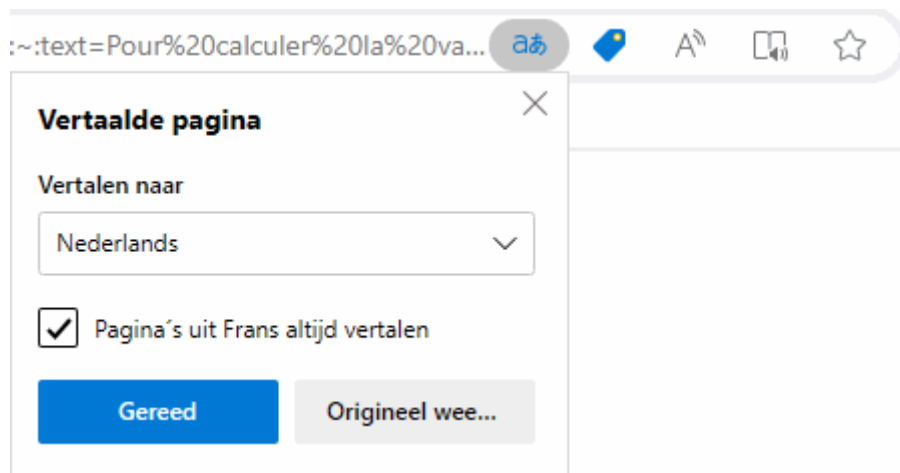 :~:text=Pour%20calculer%20la%20va... aあ A
Vertaalde pagina
Vertalen naar
Nederlands
Pagina´s uit Frans altijd vertalen
Gereed Origineel wee...